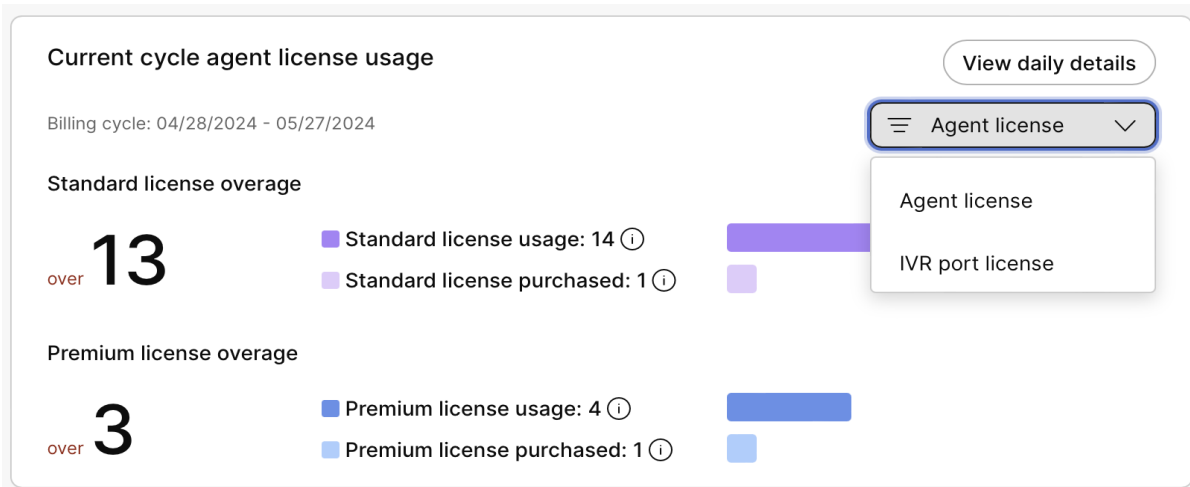 Current cycle agent license usage
View daily details
Billing cycle: 04/28/2024 - 05/27/2024
Agent license
Agent license
IVR port license
Standard license overage
over 13
Standard license usage: 14
Standard license purchased: 1
Premium license overage
over 3
Premium license usage: 4
Premium license purchased: 1